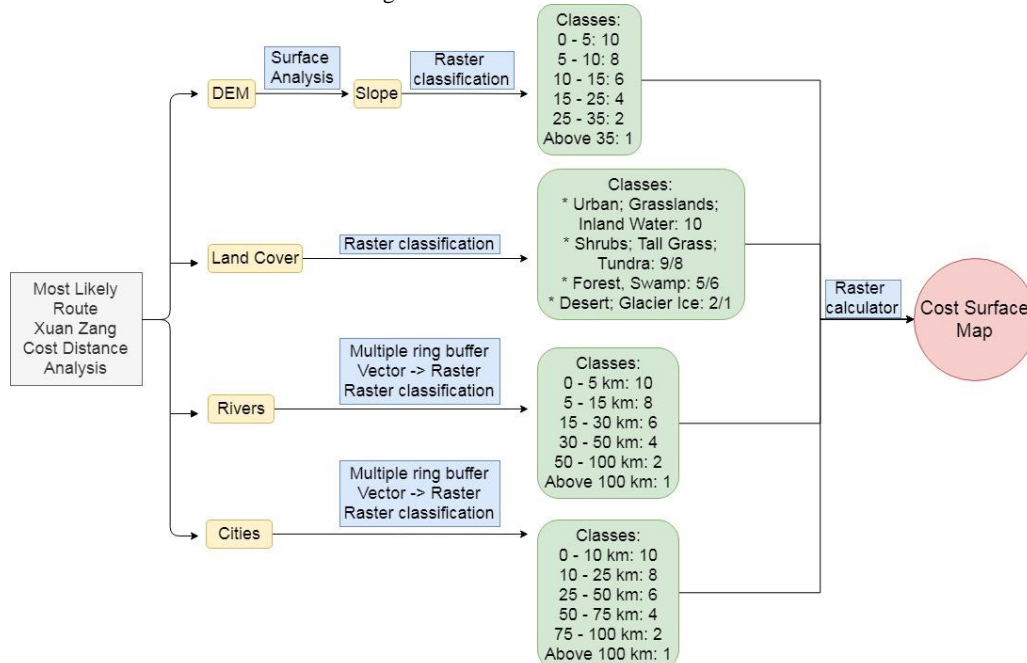 Most Likely
Route
Xuan Zang
Cost Distance
Analysis
DEM
Surface
Analysis
Slope
Raster
classification
Classes:
0 - 5: 10
5 - 10: 8
10 - 15: 6
15 - 25: 4
25 - 35: 2
Above 35: 1
Land Cover
Raster classification
Classes:
* Urban; Grasslands;
Inland Water: 10
* Shrubs; Tall Grass;
Tundra: 9/8
* Forest, Swamp: 5/6
* Desert; Glacier Ice: 2/1
Rivers
Multiple ring buffer
Vector -> Raster
Raster classification
Classes:
0 - 5 km: 10
5 - 15 km: 8
15 - 30 km: 6
30 - 50 km: 4
50 - 100 km: 2
Above 100 km: 1
Cities
Multiple ring buffer
Vector -> Raster
Raster classification
Classes:
0 - 10 km: 10
10 - 25 km: 8
25 - 50 km: 6
50 - 75 km: 4
75 - 100 km: 2
Above 100 km: 1
Raster
calculator
Cost Surface
Map